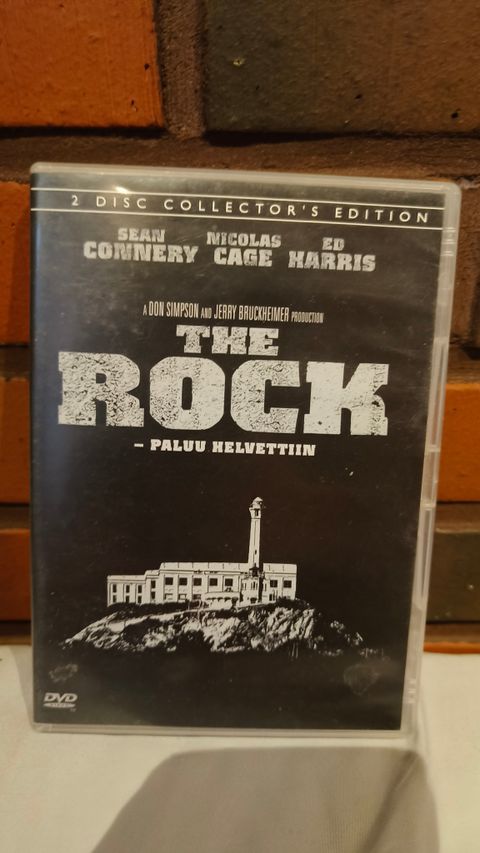 2 DISC COLLECTOR'S EDITION
SEAN NICOLAS ED
CONNERY CAGE HARRIS
A DON SIMPSON AND JERRY BRUCKHEIMER PRODUCTION
THE
ROCK
– PALUU HELVETTIIN
DVD
VIDEO